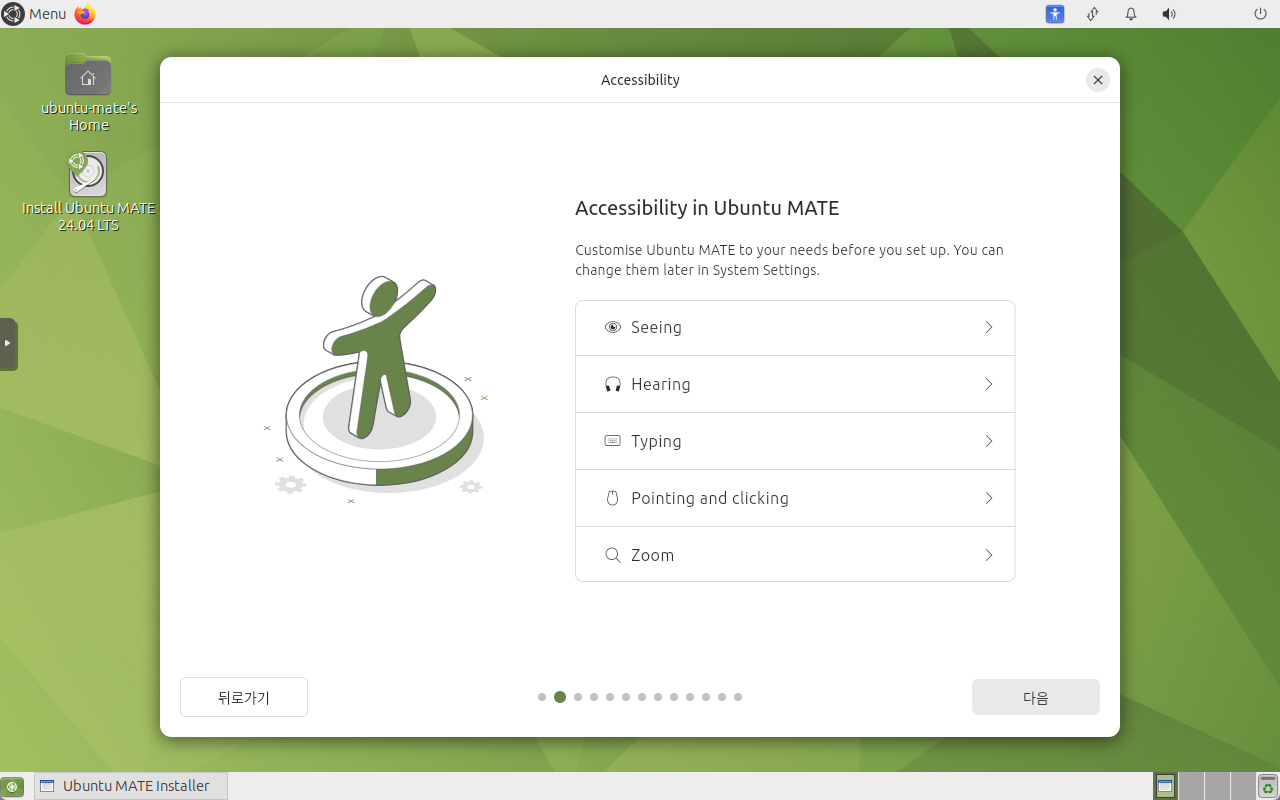 Menu
ubuntu-mate's
Home
Install Ubuntu MATE
24.04 LTS
Accessibility
Accessibility in Ubuntu MATE
Customise Ubuntu MATE to your needs before you set up. You can
change them later in System Settings.
Seeing
Hearing
Typing
Pointing and clicking
Zoom
뒤로가기
다음
Ubuntu MATE Installer